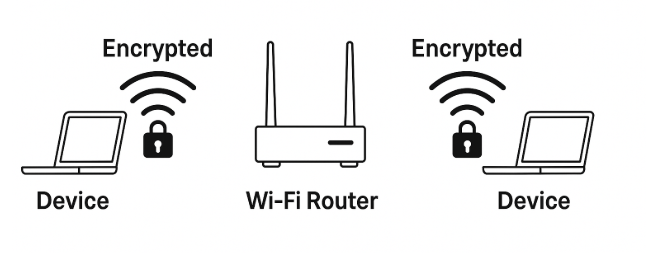 Encrypted
Encrypted
Device
Wi-Fi Router
Device